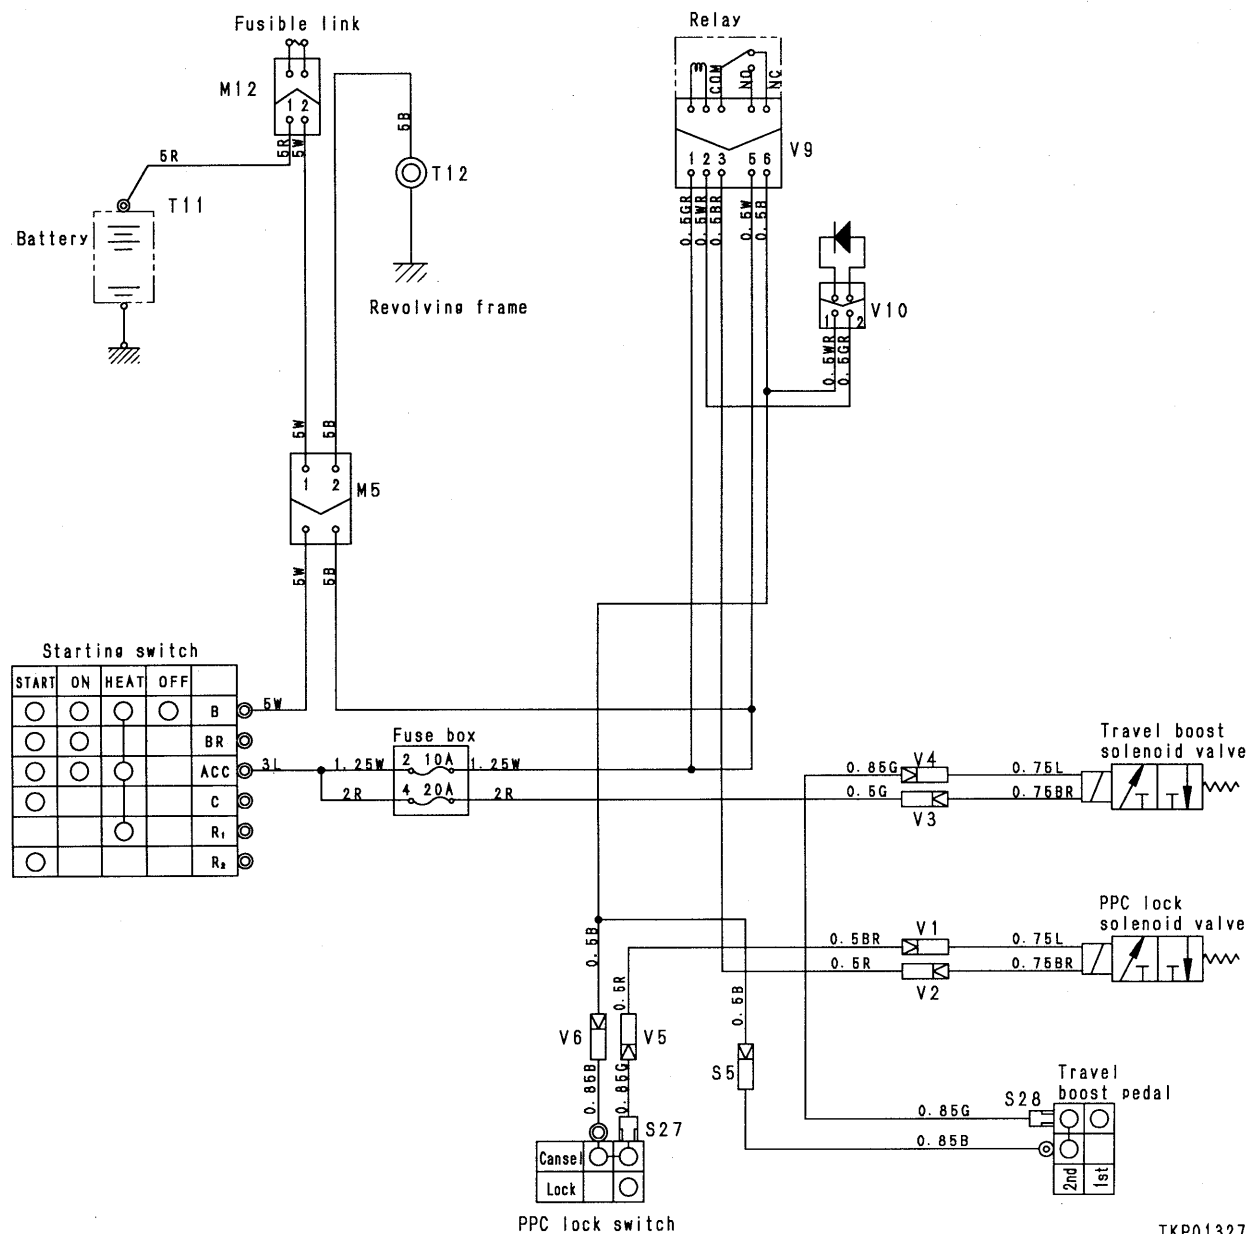 Fusible link
Relay
M12
1 2
5R
5W
5R
T11
Battery
5B
T12
Revolving frame
COM
NO
NC
V9
1 2 3 5 6
0.5GR
0.5WR
0.5BR
0.5W
0.5B
V10
1 2
0.5WR
0.5GR
5W
5B
1 2
M5
5W
5B
Starting switch
START ON HEAT OFF
B
BR
ACC
C
R₁
R₂
5W
3L
Fuse box
1.25W
2 10A
1.25W
2R
4 20A
2R
Travel boost
solenoid valve
0.85G
V4
0.75L
0.5G
V3
0.75BR
PPC lock
solenoid valve
0.5BR
V1
0.75L
0.5R
V2
0.75BR
0.5B
0.5R
0.5B
V6
V5
0.85B
0.85G
S5
S27
Cansel
Lock
PPC lock switch
Travel
boost pedal
S28
0.85G
0.85B
2nd
1st
TKP01327